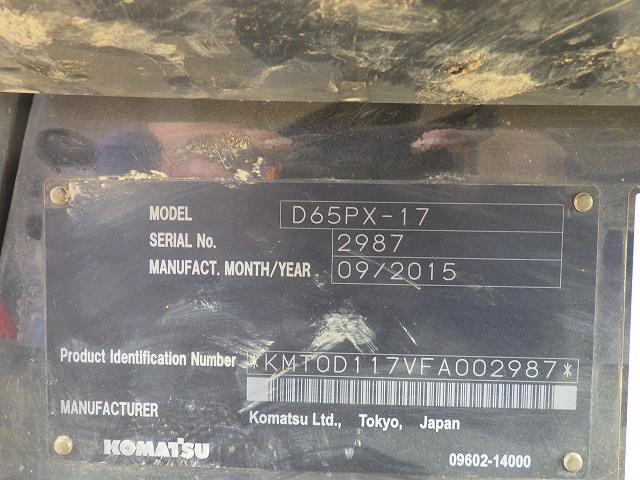 MODEL D65PX-17
SERIAL No. 2987
MANUFACT. MONTH/YEAR 09/2015
Product Identification Number *KMT0D117VFA002987*
MANUFACTURER Komatsu Ltd., Tokyo, Japan
KOMATSU 09602-14000